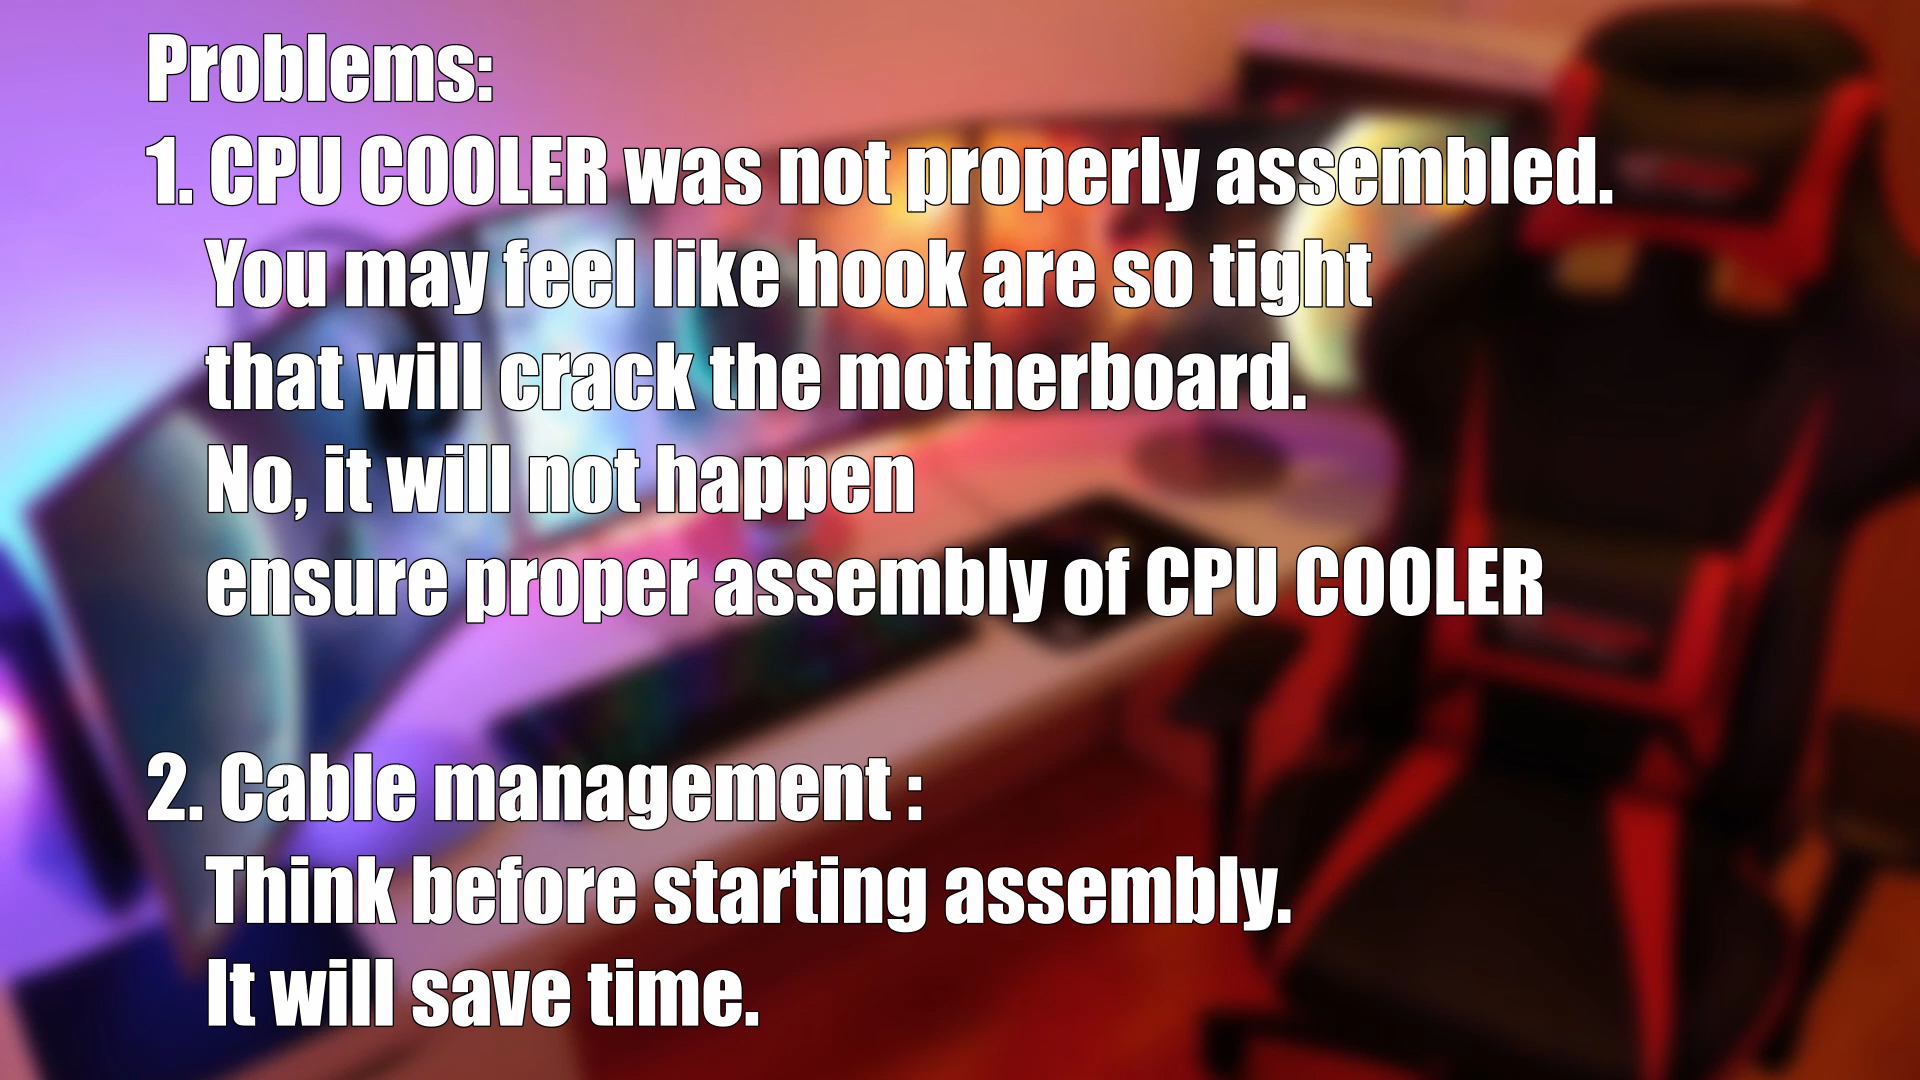 Problems:
1. CPU COOLER was not properly assembled.
You may feel like hook are so tight
that will crack the motherboard.
No, it will not happen
ensure proper assembly of CPU COOLER
2. Cable management :
Think before starting assembly.
It will save time.